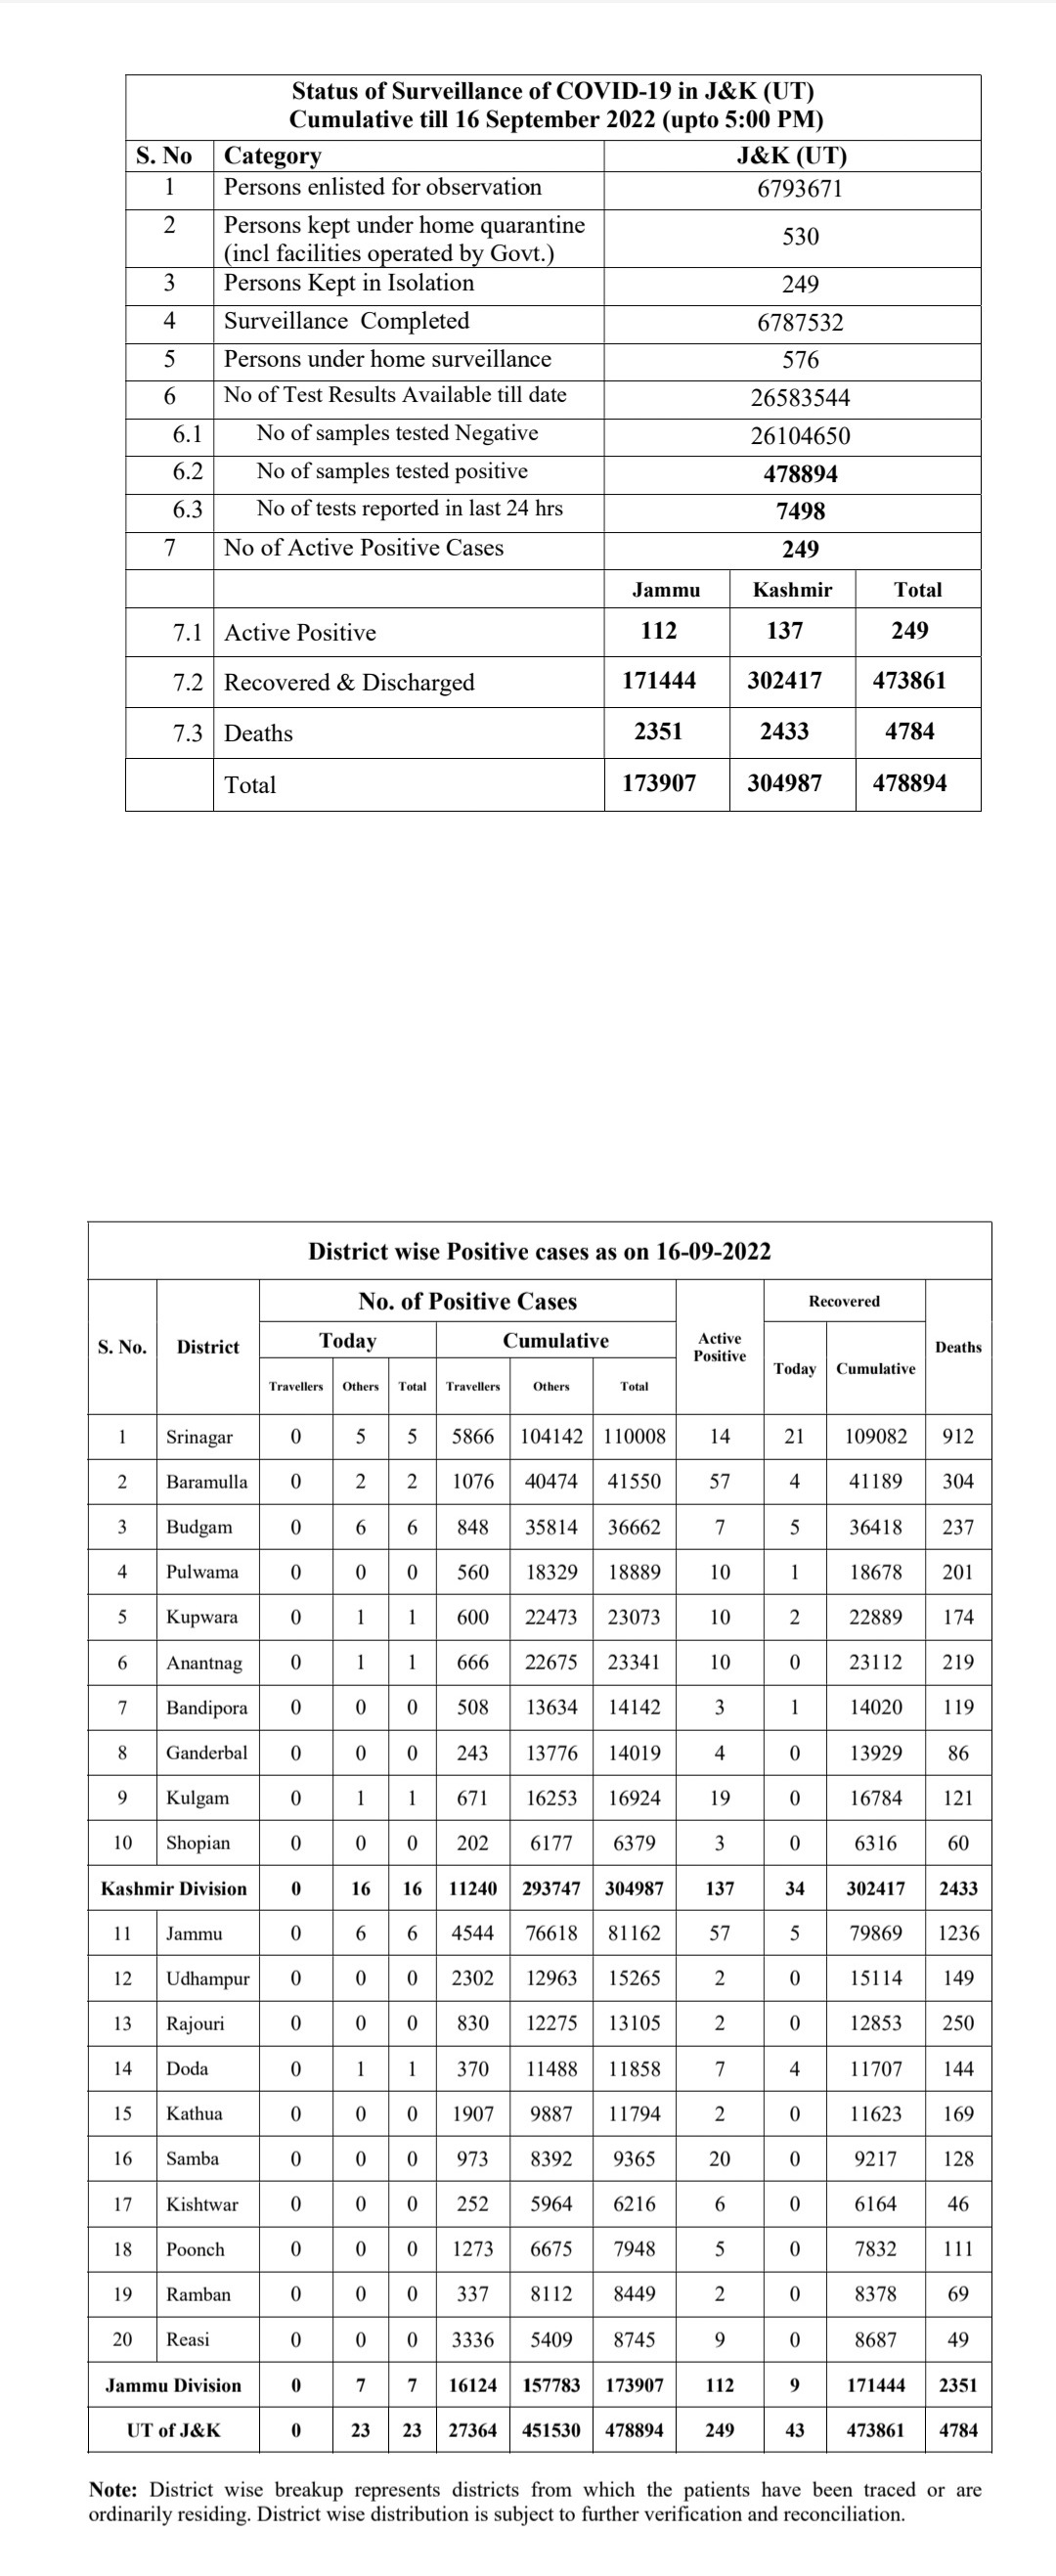 Status of Surveillance of COVID-19 in J&K (UT)
Cumulative till 16 September 2022 (upto 5:00 PM)
S. No Category J&K (UT)
1 Persons enlisted for observation 6793671
2 Persons kept under home quarantine
(incl facilities operated by Govt.) 530
3 Persons Kept in Isolation 249
4 Surveillance Completed 6787532
5 Persons under home surveillance 576
6 No of Test Results Available till date 26583544
6.1 No of samples tested Negative 26104650
6.2 No of samples tested positive 478894
6.3 No of tests reported in last 24 hrs 7498
7 No of Active Positive Cases 249
Jammu Kashmir Total
7.1 Active Positive 112 137 249
7.2 Recovered & Discharged 171444 302417 473861
7.3 Deaths 2351 2433 4784
Total 173907 304987 478894
District wise Positive cases as on 16-09-2022
S. No. District No. of Positive Cases Active Positive Recovered Deaths
Today Cumulative Today Cumulative
Travellers Others Total Travellers Others Total
1 Srinagar 0 5 5 5866 104142 110008 14 21 109082 912
2 Baramulla 0 2 2 1076 40474 41550 57 4 41189 304
3 Budgam 0 6 6 848 35814 36662 7 5 36418 237
4 Pulwama 0 0 0 560 18329 18889 10 1 18678 201
5 Kupwara 0 1 1 600 22473 23073 10 2 22889 174
6 Anantnag 0 1 1 666 22675 23341 10 0 23112 219
7 Bandipora 0 0 0 508 13634 14142 3 1 14020 119
8 Ganderbal 0 0 0 243 13776 14019 4 0 13929 86
9 Kulgam 0 1 1 671 16253 16924 19 0 16784 121
10 Shopian 0 0 0 202 6177 6379 3 0 6316 60
Kashmir Division 0 16 16 11240 293747 304987 137 34 302417 2433
11 Jammu 0 6 6 4544 76618 81162 57 5 79869 1236
12 Udhampur 0 0 0 2302 12963 15265 2 0 15114 149
13 Rajouri 0 0 0 830 12275 13105 2 0 12853 250
14 Doda 0 1 1 370 11488 11858 7 4 11707 144
15 Kathua 0 0 0 1907 9887 11794 2 0 11623 169
16 Samba 0 0 0 973 8392 9365 20 0 9217 128
17 Kishtwar 0 0 0 252 5964 6216 6 0 6164 46
18 Poonch 0 0 0 1273 6675 7948 5 0 7832 111
19 Ramban 0 0 0 337 8112 8449 2 0 8378 69
20 Reasi 0 0 0 3336 5409 8745 9 0 8687 49
Jammu Division 0 7 7 16124 157783 173907 112 9 171444 2351
UT of J&K 0 23 23 27364 451530 478894 249 43 473861 4784
Note: District wise breakup represents districts from which the patients have been traced or are
ordinarily residing. District wise distribution is subject to further verification and reconciliation.